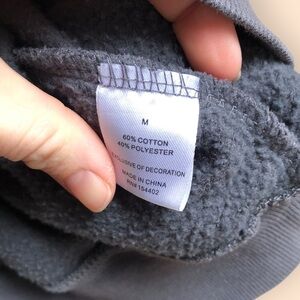 M
60% COTTON
40% POLYESTER
EXCLUSIVE OF DECORATION
MADE IN CHINA
RN# 154402